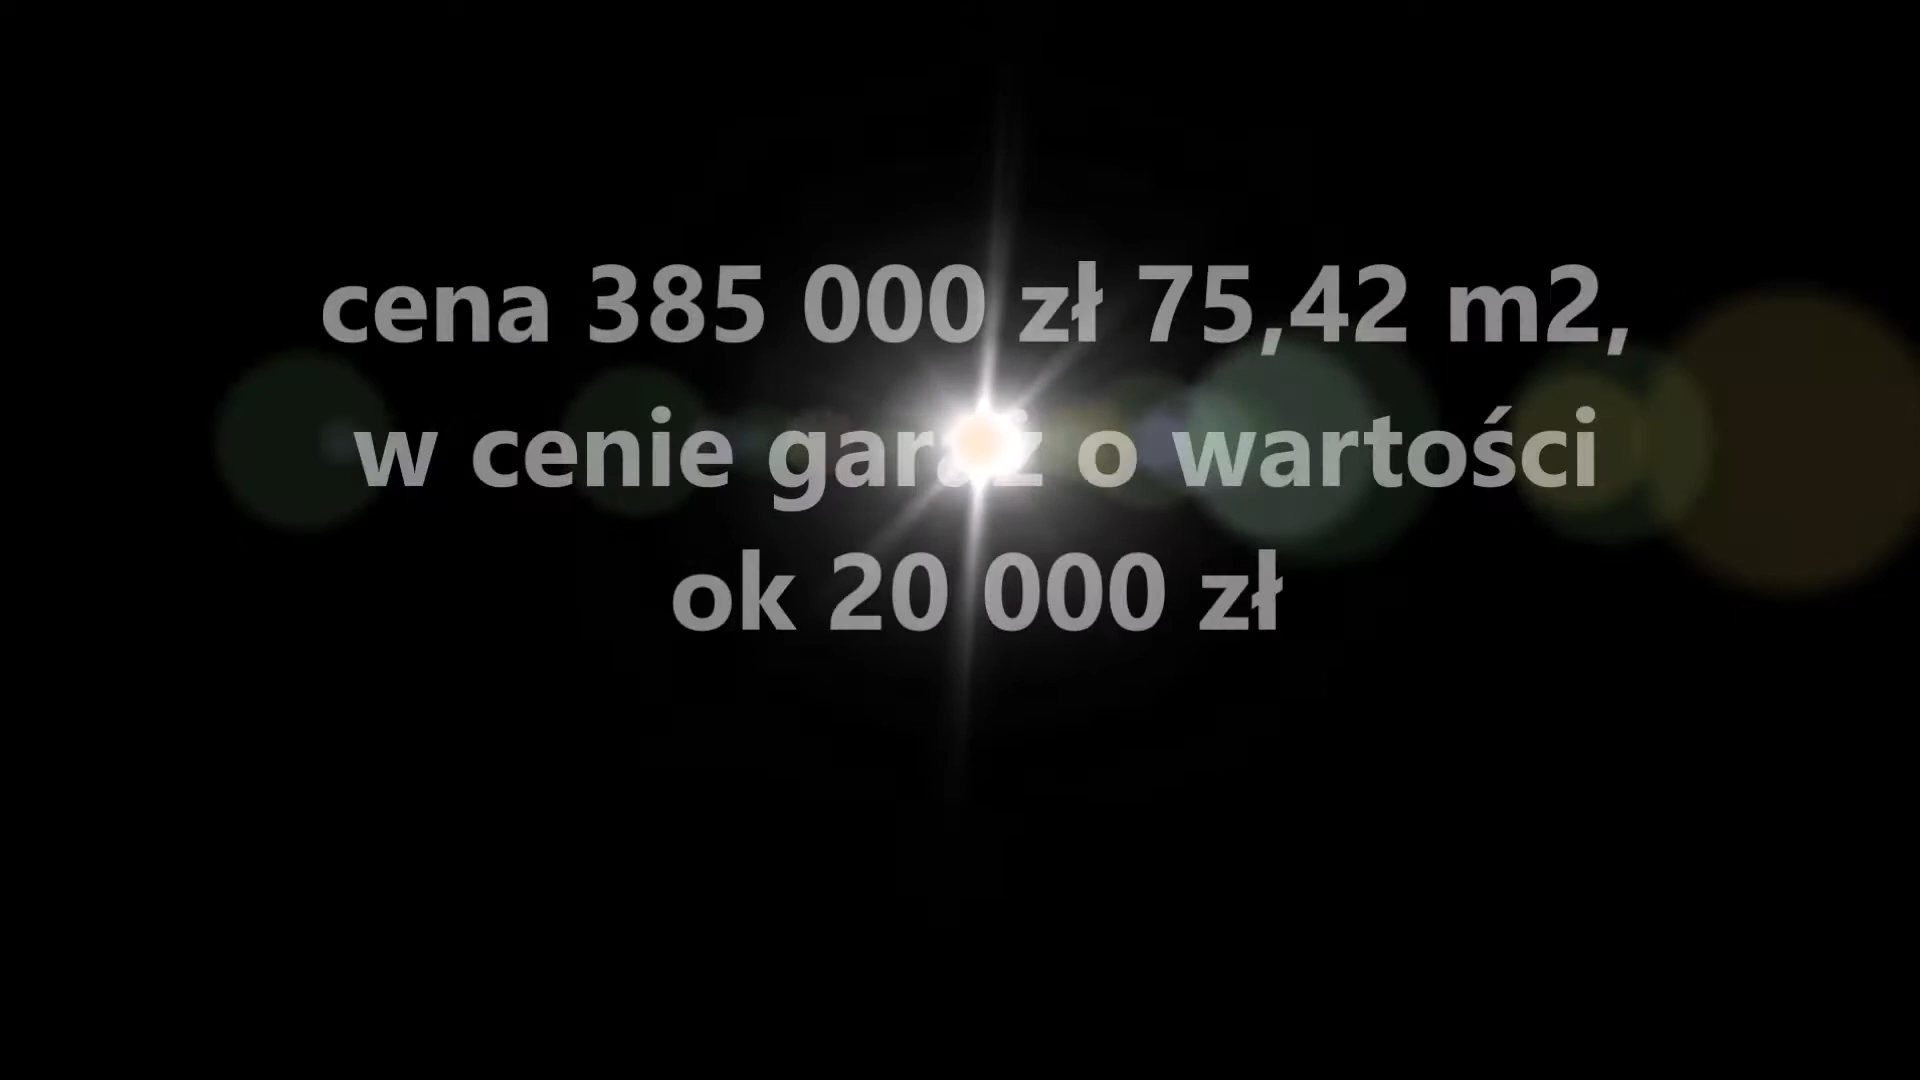 cena 385 000 zł 75,42 m2,
w cenie garaż o wartości
ok 20 000 zł